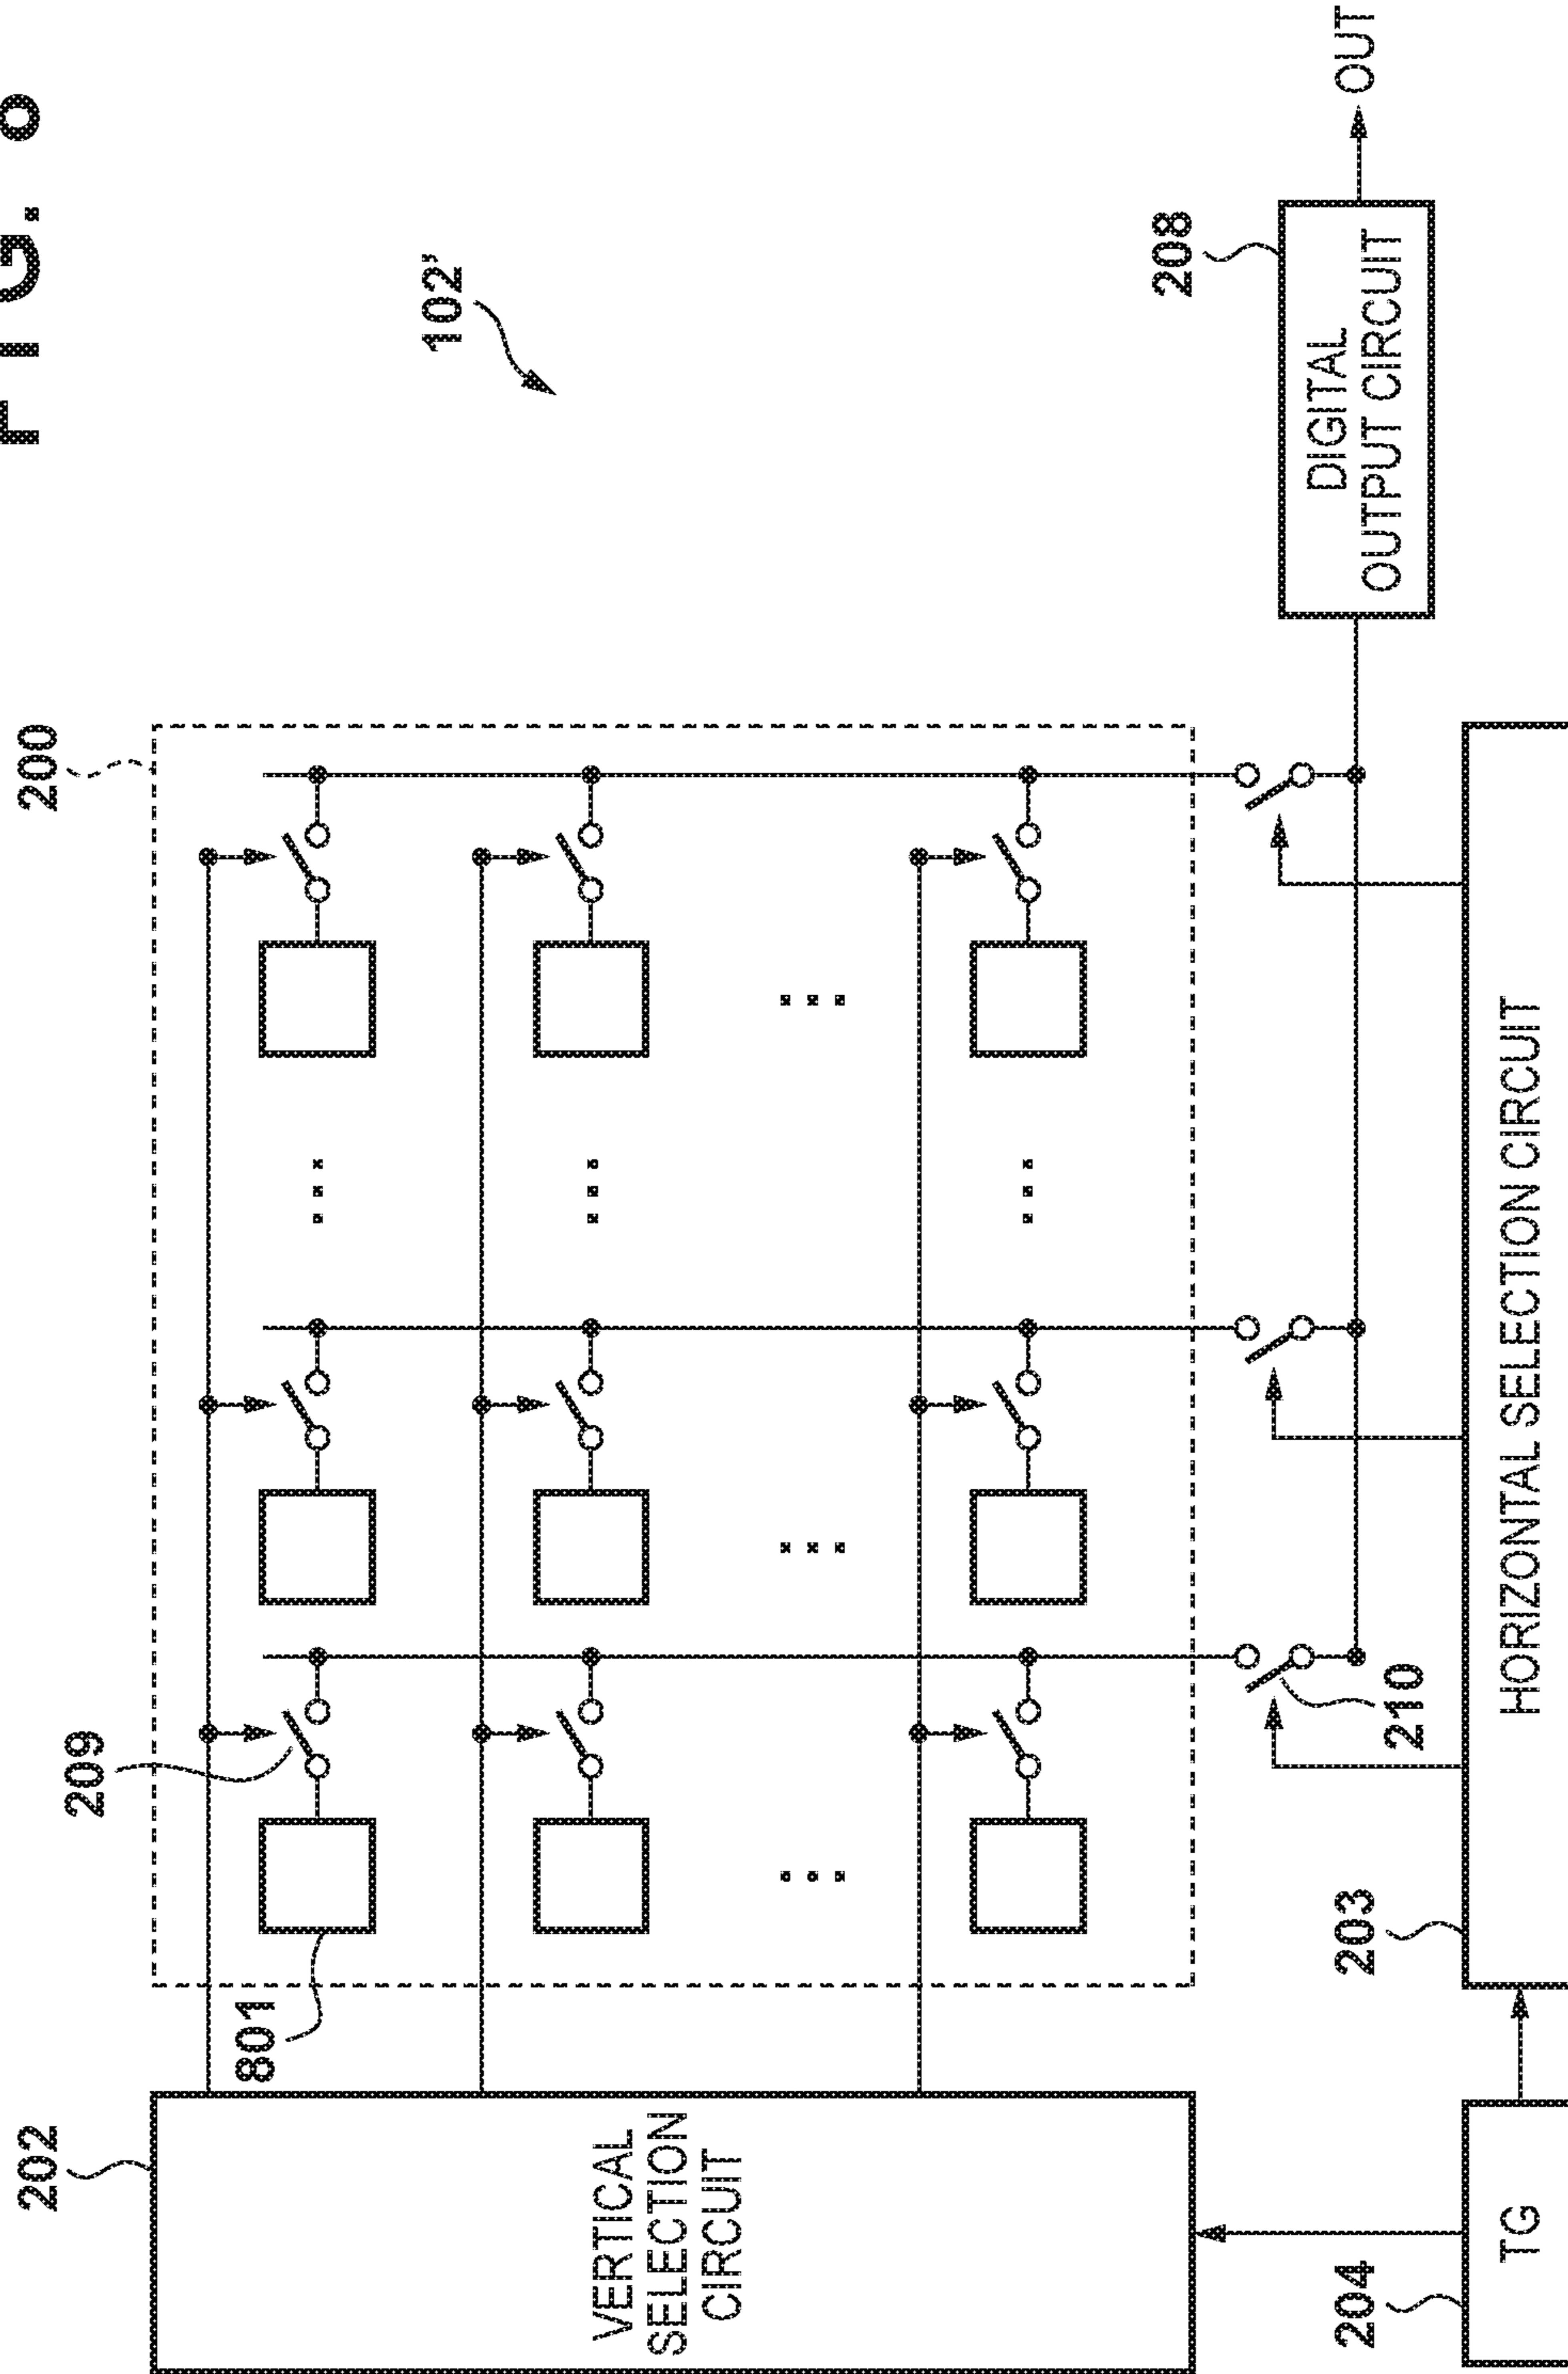 FIG. 8
202
200
209
801
102'
VERTICAL
SELECTION
CIRCUIT
208
DIGITAL
OUTPUT CIRCUIT
OUT
204
203
210
TG
HORIZONTAL SELECTION CIRCUIT